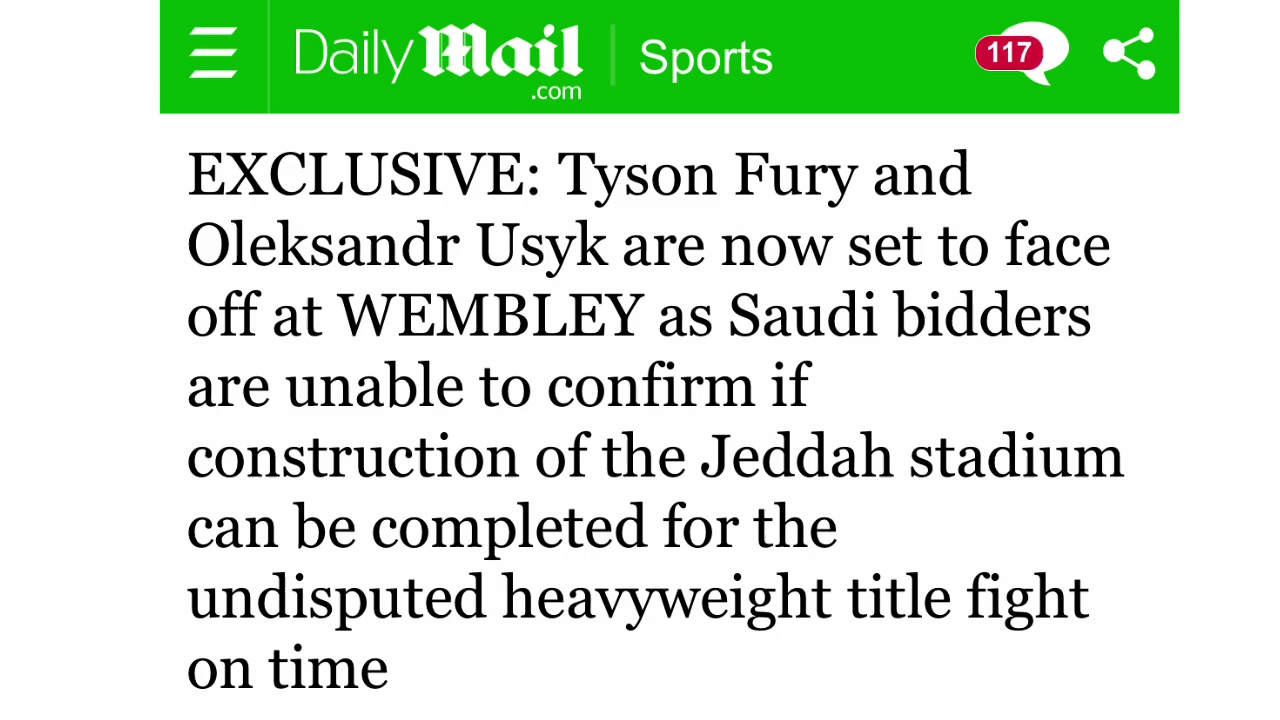 Daily Mail .com Sports 117
EXCLUSIVE: Tyson Fury and
Oleksandr Usyk are now set to face
off at WEMBLEY as Saudi bidders
are unable to confirm if
construction of the Jeddah stadium
can be completed for the
undisputed heavyweight title fight
on time